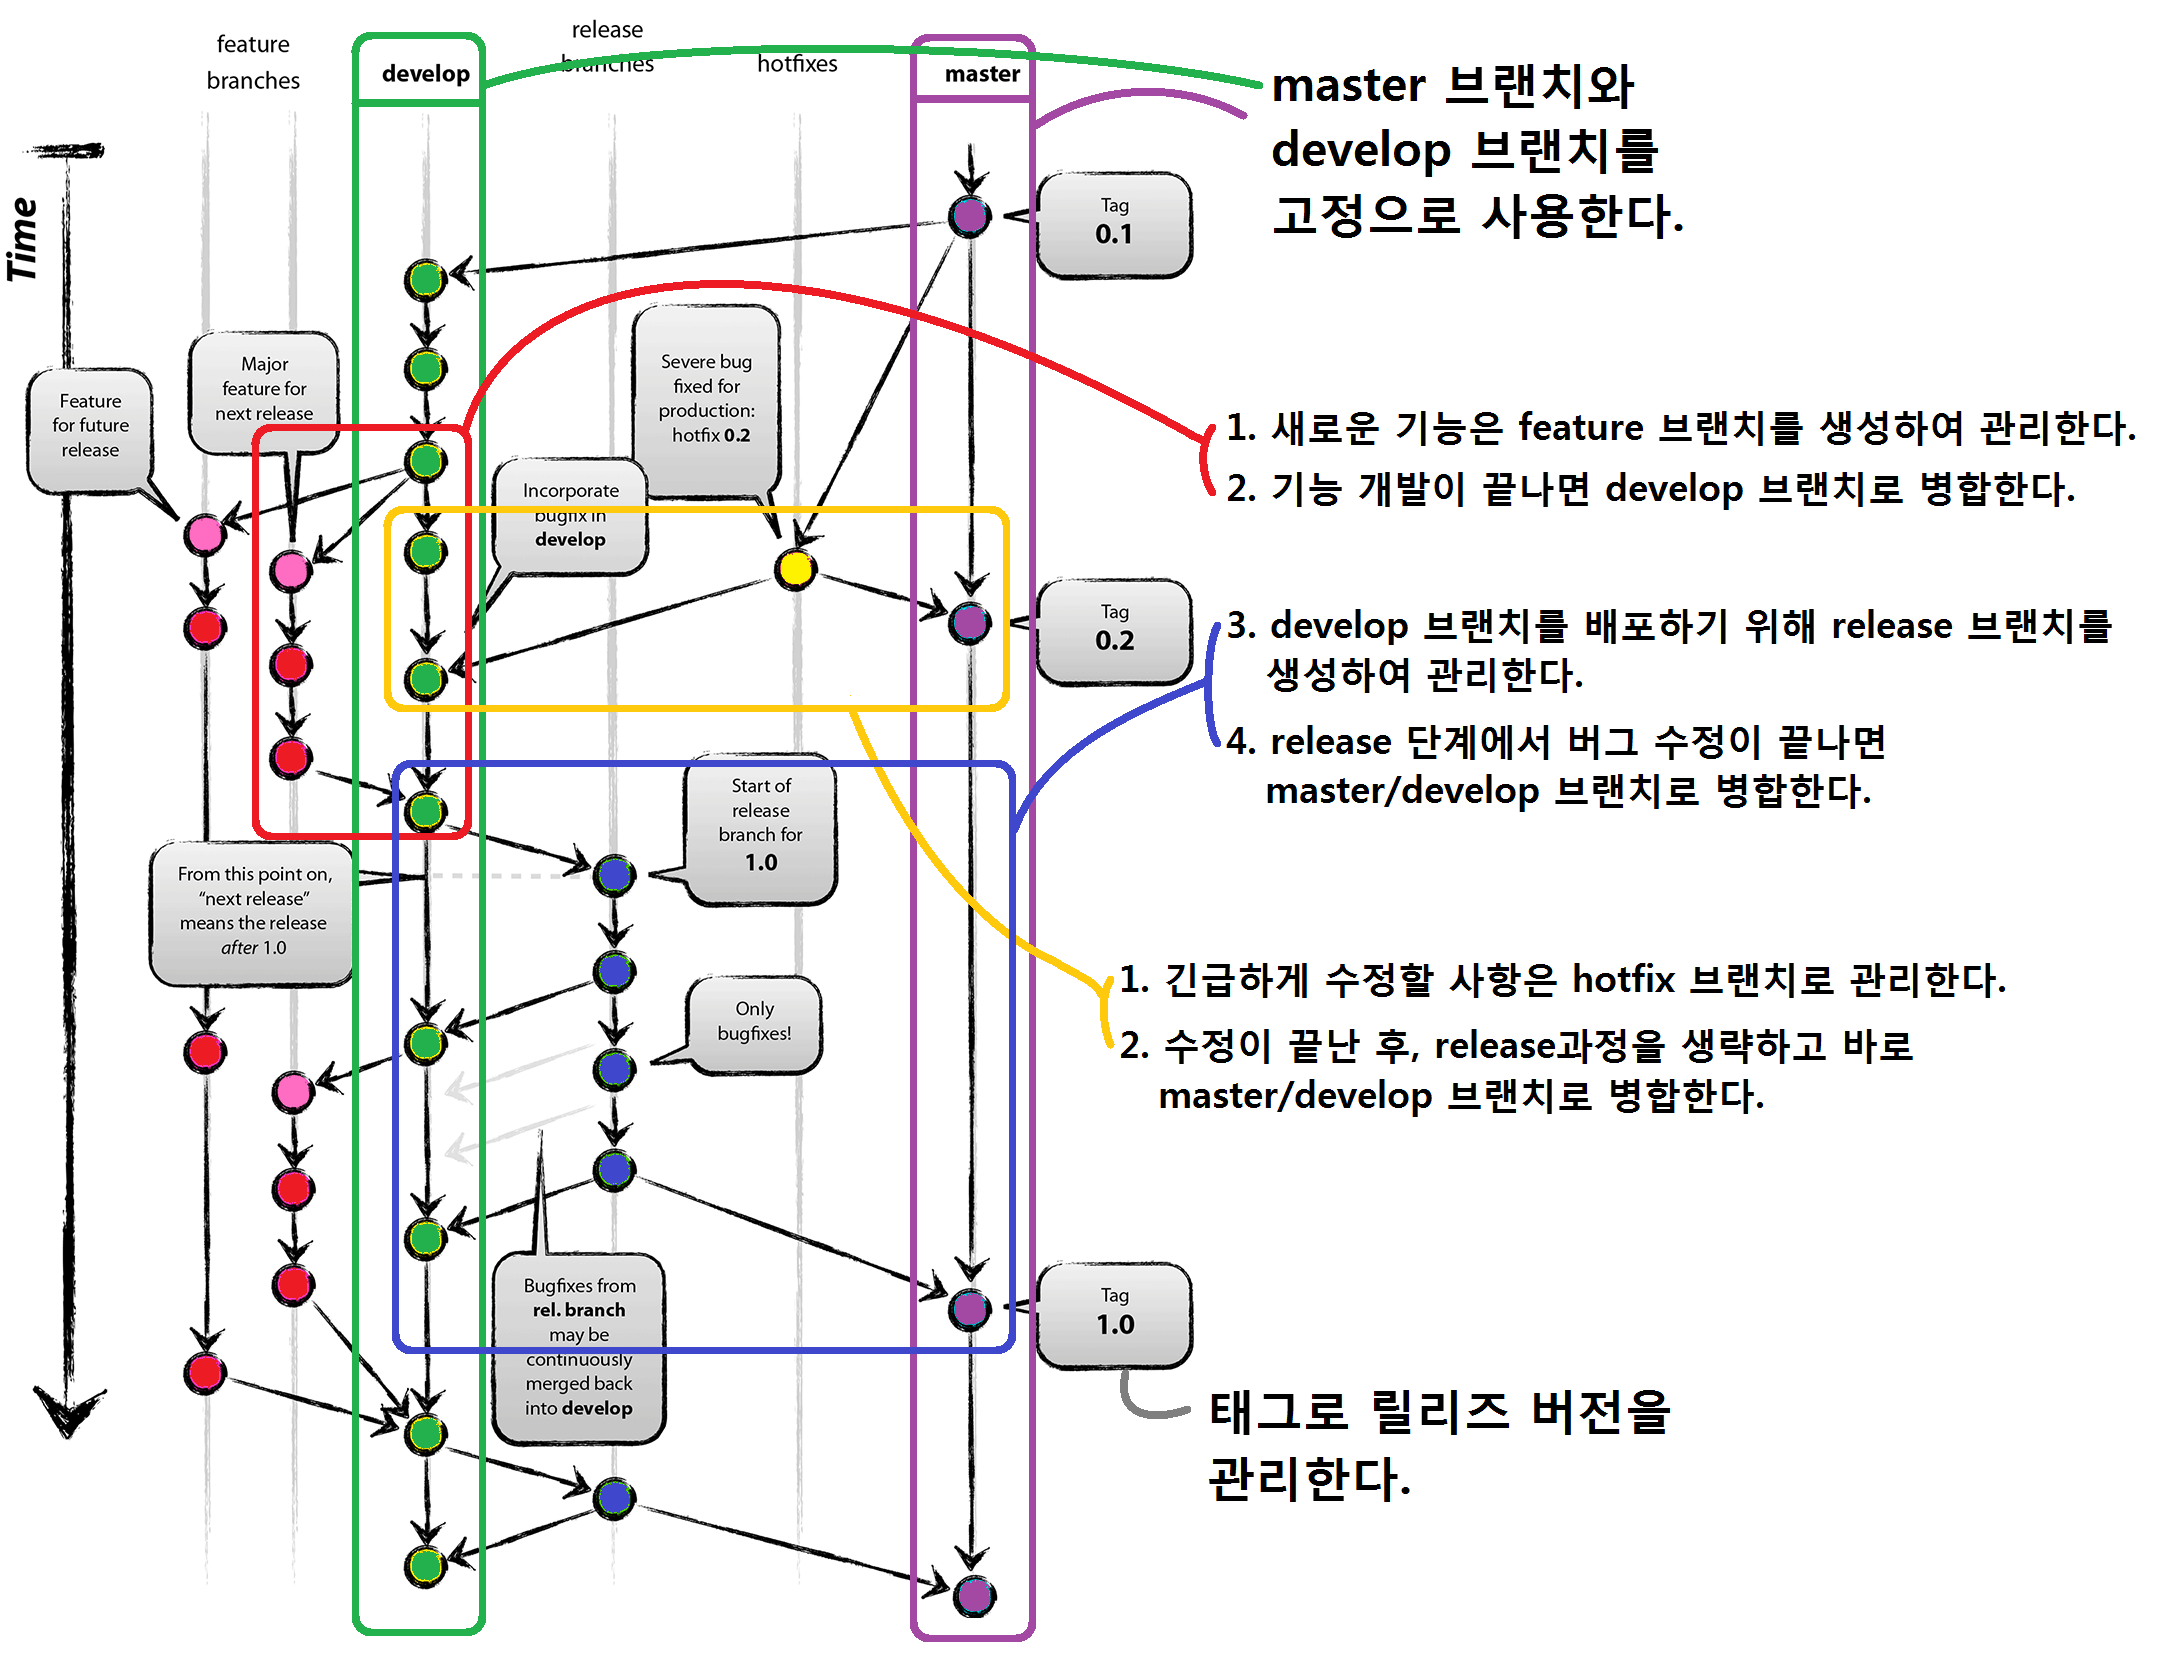 feature
branches
develop
release
branches
hotfixes
master
master 브랜치와
develop 브랜치를
고정으로 사용한다.
Time
Tag
0.1
Feature
for future
release
Major
feature for
next release
Severe bug
fixed for
production:
hotfix 0.2
Incorporate
bugfix in
develop
1. 새로운 기능은 feature 브랜치를 생성하여 관리한다.
2. 기능 개발이 끝나면 develop 브랜치로 병합한다.
Tag
0.2
3. develop 브랜치를 배포하기 위해 release 브랜치를
생성하여 관리한다.
4. release 단계에서 버그 수정이 끝나면
master/develop 브랜치로 병합한다.
Start of
release
branch for
1.0
From this point on,
“next release”
means the release
after 1.0
Only
bugfixes!
1. 긴급하게 수정할 사항은 hotfix 브랜치로 관리한다.
2. 수정이 끝난 후, release과정을 생략하고 바로
master/develop 브랜치로 병합한다.
Bugfixes from
rel. branch
may be
continuously
merged back
into develop
Tag
1.0
태그로 릴리즈 버전을
관리한다.